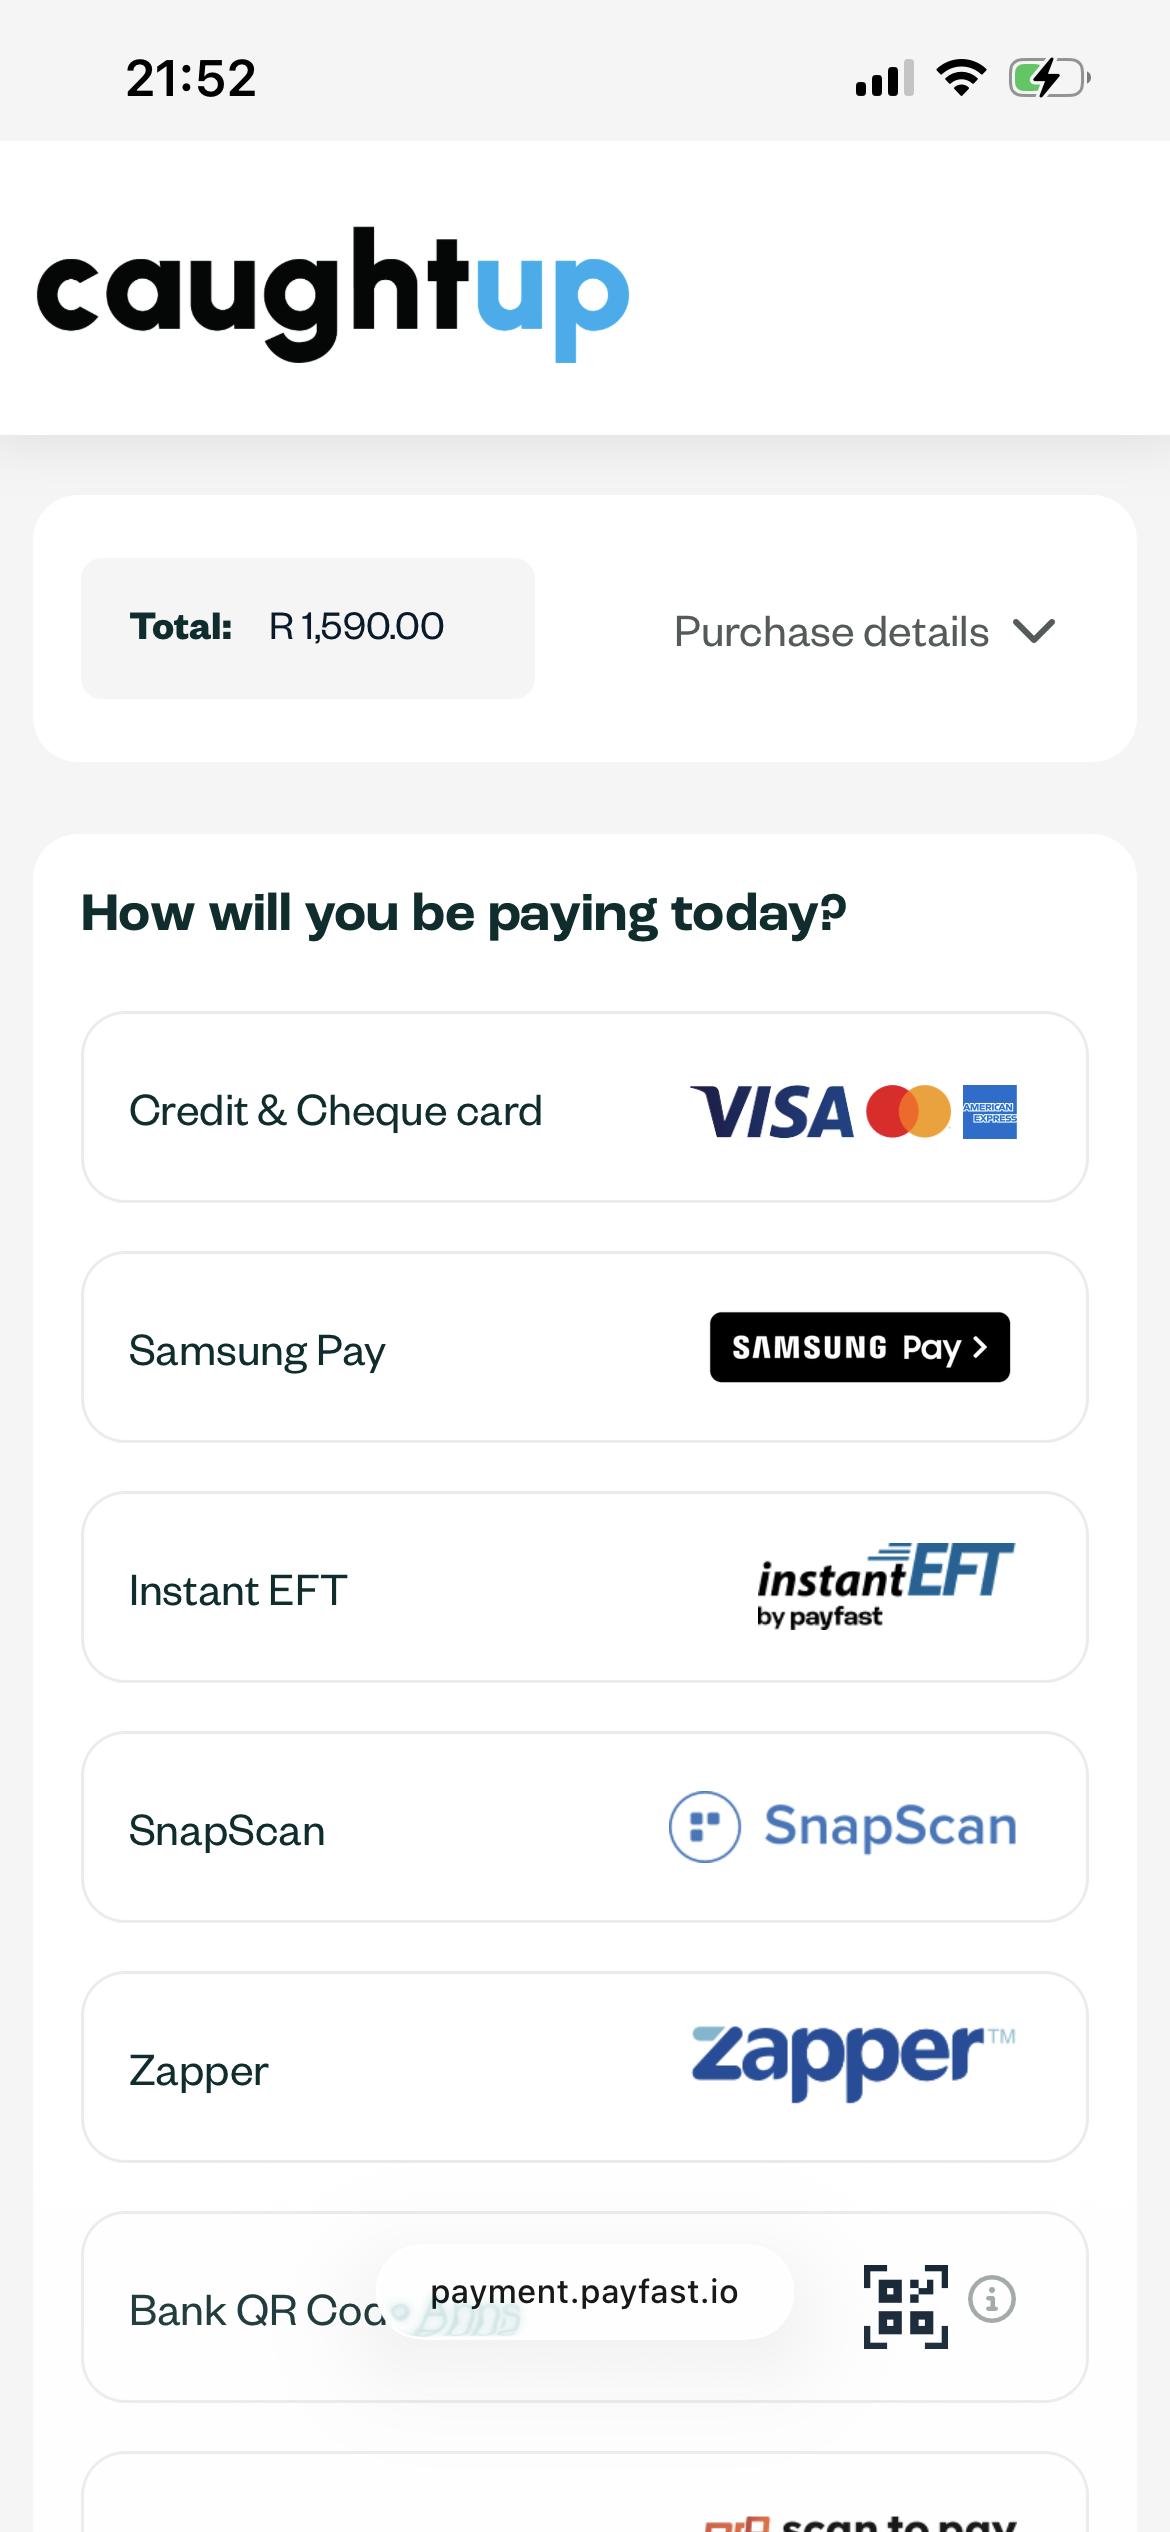 21:52
caughtup
Total: R 1,590.00
Purchase details
How will you be paying today?
Credit & Cheque card
VISA
AMERICAN
EXPRESS
Samsung Pay
SAMSUNG Pay
Instant EFT
instantEFT
by payfast
SnapScan
SnapScan
Zapper
zapper™
Bank QR Cod
payment.payfast.io
scan to pay